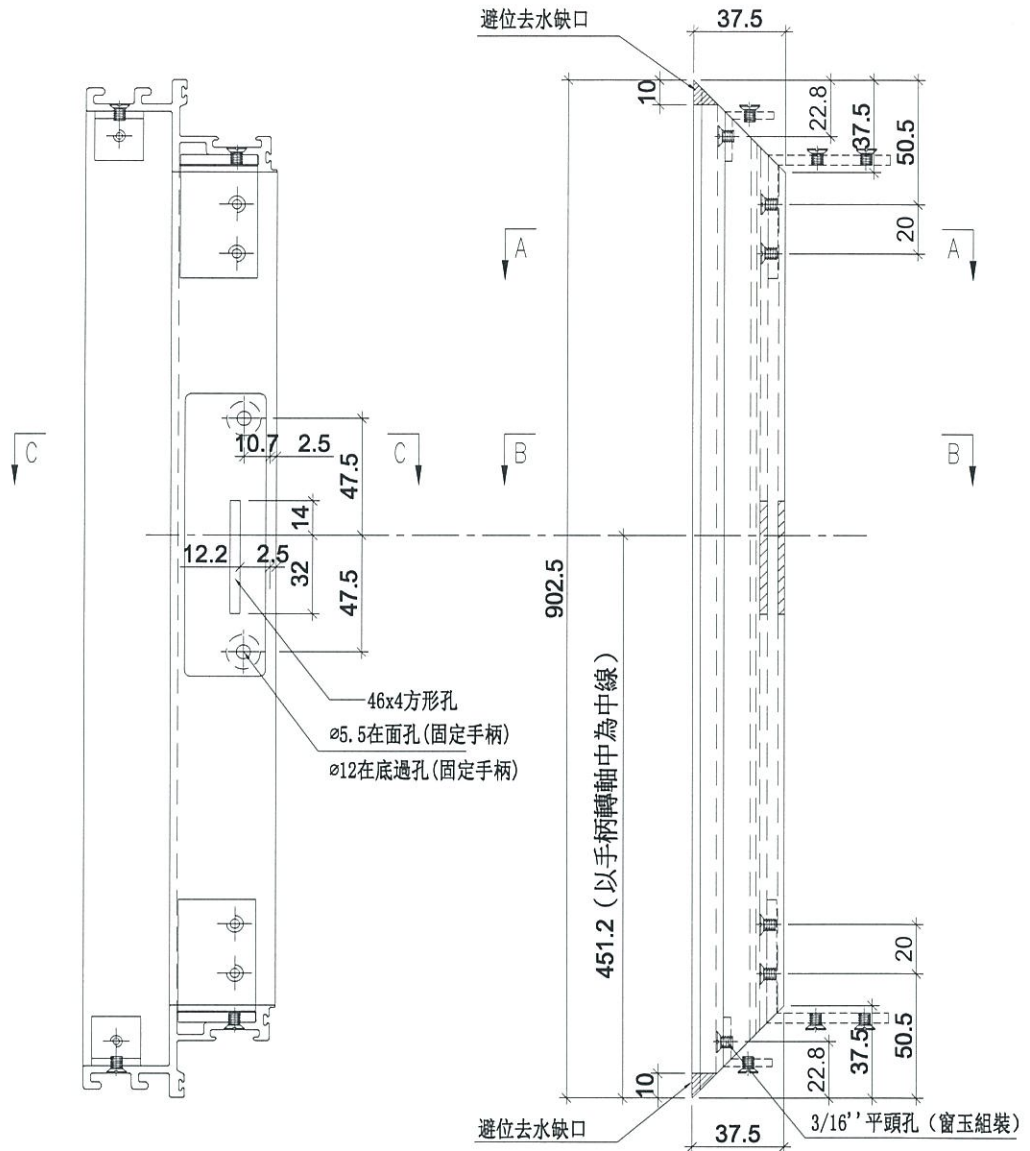 避位去水缺口
37.5
10
22.8
37.5
50.5
20
A
A
C
C
B
B
10.7
2.5
47.5
14
12.2
2.5
32
47.5
902.5
451.2（以手柄轉軸中為中線）
46x4方形孔
ø5.5在面孔(固定手柄)
ø12在底過孔(固定手柄)
20
50.5
37.5
22.8
10
避位去水缺口
37.5
3/16''平頭孔（窗玉組裝）